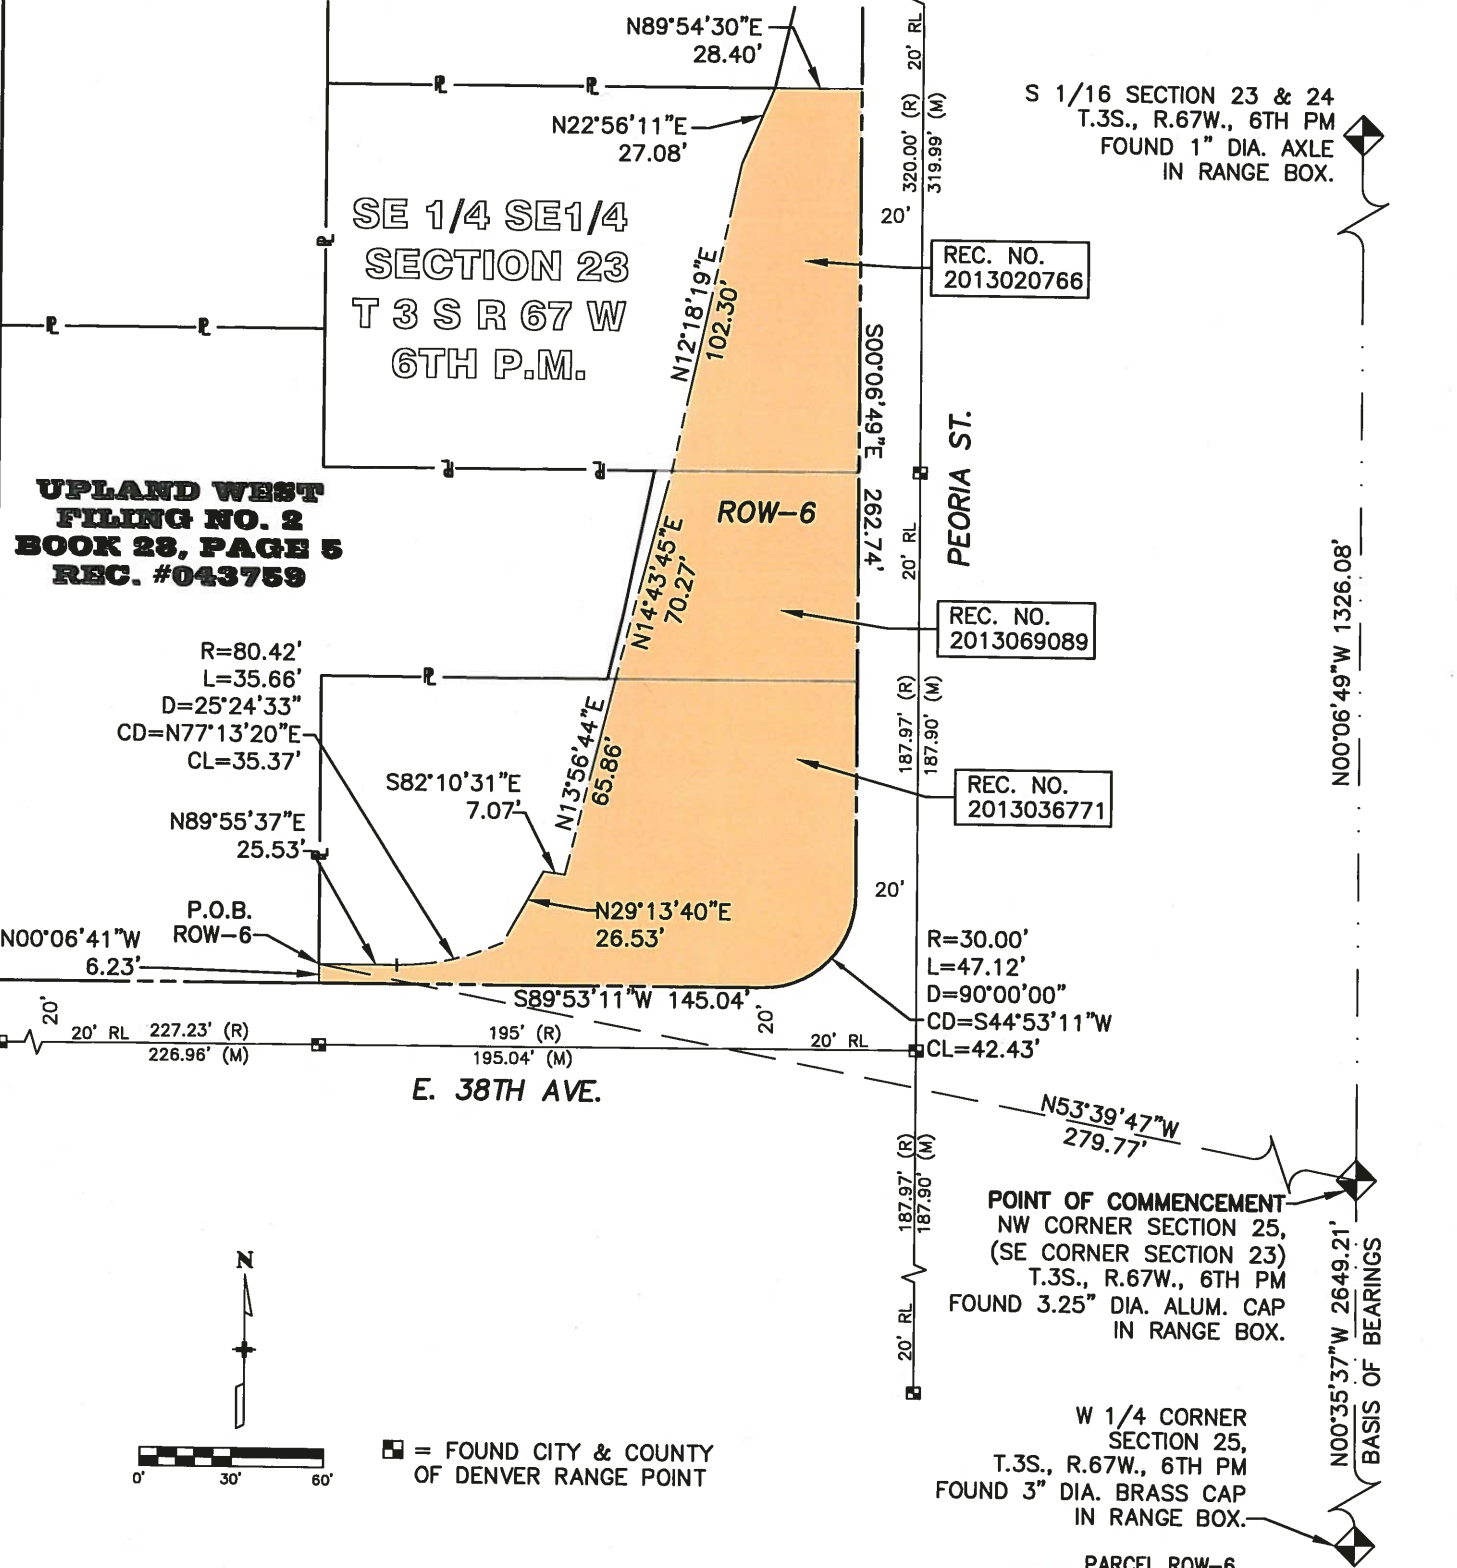 N89°54'30"E
28.40'
N22°56'11"E
27.08'
20' RL
320.00' (R)
319.99' (M)
20'
S 1/16 SECTION 23 & 24
T.3S., R.67W., 6TH PM
FOUND 1" DIA. AXLE
IN RANGE BOX.
SE 1/4 SE1/4
SECTION 23
T 3 S R 67 W
6TH P.M.
N12°18'19"E
102.30'
REC. NO.
2013020766
S00°06'49"E 262.74'
PEORIA ST.
UPLAND WEST
FILING NO. 2
BOOK 28, PAGE 5
REC. #043759
ROW-6
N14°43'45"E
70.27'
20' RL
REC. NO.
2013069089
N00°06'49"W 1326.08'
R=80.42'
L=35.66'
D=25°24'33"
CD=N77°13'20"E
CL=35.37'
187.97' (R)
187.90' (M)
N13°56'44"E
65.86'
S82°10'31"E
7.07'
REC. NO.
2013036771
N89°55'37"E
25.53'
20'
P.O.B.
ROW-6
N29°13'40"E
26.53'
N00°06'41"W
6.23'
R=30.00'
L=47.12'
D=90°00'00"
CD=S44°53'11"W
CL=42.43'
S89°53'11"W 145.04'
20'
20'
20' RL
227.23' (R)
226.96' (M)
195' (R)
195.04' (M)
20' RL
E. 38TH AVE.
N53°39'47"W
279.77'
187.97' (R)
187.90' (M)
POINT OF COMMENCEMENT
NW CORNER SECTION 25,
(SE CORNER SECTION 23)
T.3S., R.67W., 6TH PM
FOUND 3.25" DIA. ALUM. CAP
IN RANGE BOX.
20' RL
N00°35'37"W 2649.21'
BASIS OF BEARINGS
N
0'
30'
60'
= FOUND CITY & COUNTY
OF DENVER RANGE POINT
W 1/4 CORNER
SECTION 25,
T.3S., R.67W., 6TH PM
FOUND 3" DIA. BRASS CAP
IN RANGE BOX.
PARCEL ROW-6